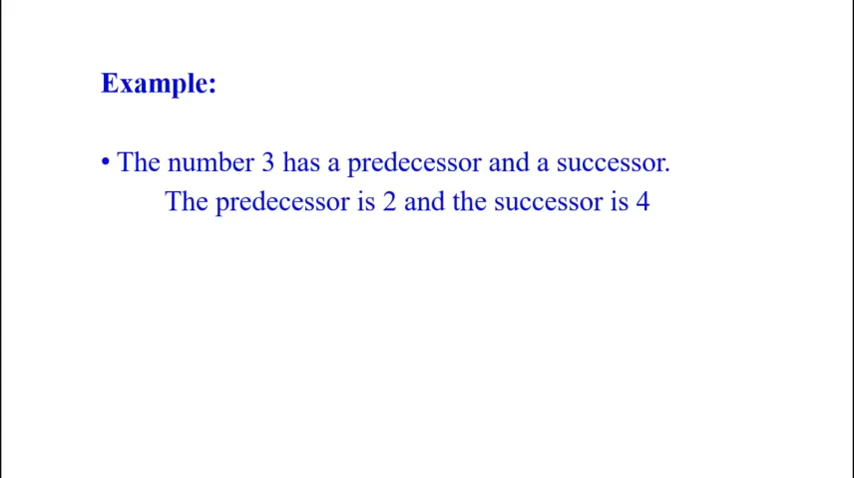 Example:
• The number 3 has a predecessor and a successor.
The predecessor is 2 and the successor is 4